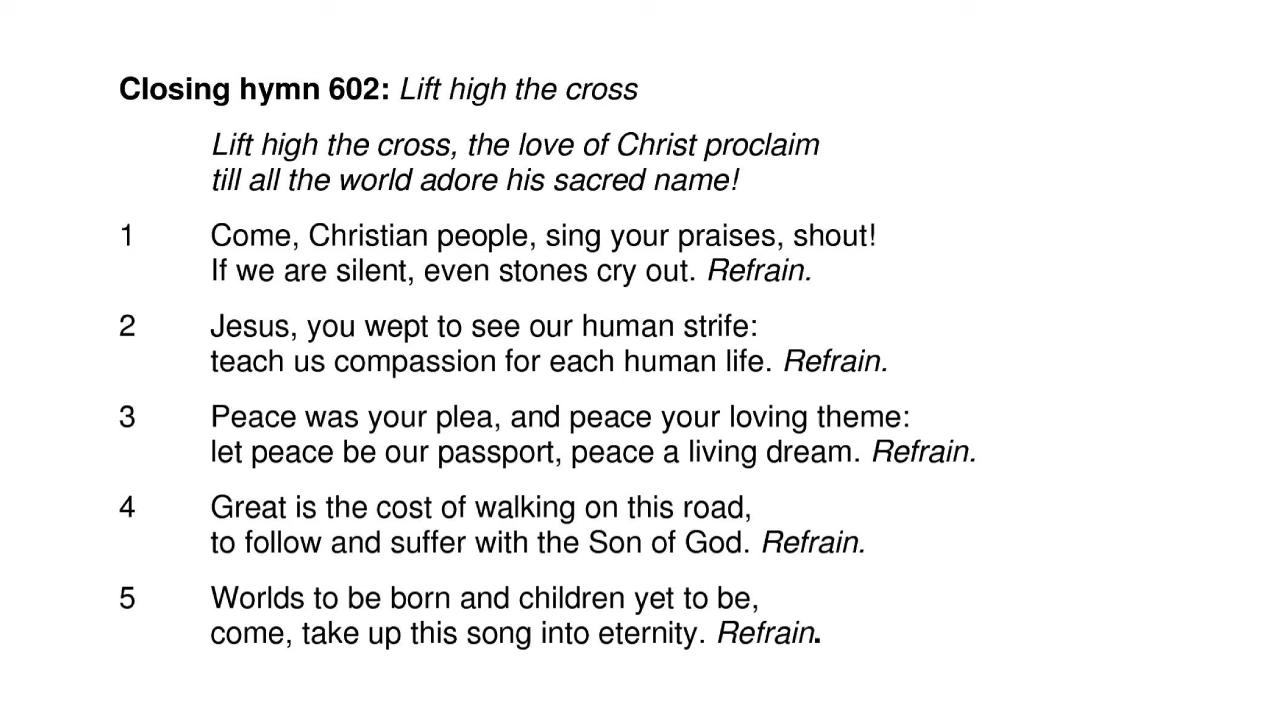 Closing hymn 602: Lift high the cross
Lift high the cross, the love of Christ proclaim
till all the world adore his sacred name!
1 Come, Christian people, sing your praises, shout!
If we are silent, even stones cry out. Refrain.
2 Jesus, you wept to see our human strife:
teach us compassion for each human life. Refrain.
3 Peace was your plea, and peace your loving theme:
let peace be our passport, peace a living dream. Refrain.
4 Great is the cost of walking on this road,
to follow and suffer with the Son of God. Refrain.
5 Worlds to be born and children yet to be,
come, take up this song into eternity. Refrain.